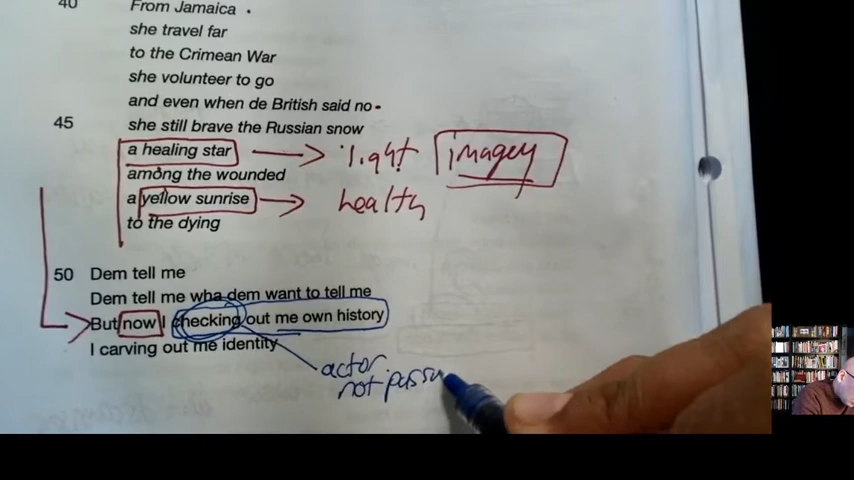 40 From Jamaica
she travel far
to the Crimean War
she volunteer to go
and even when de British said no
45 she still brave the Russian snow
a healing star light imagey
among the wounded
a yellow sunrise health
to the dying
50 Dem tell me
Dem tell me wha dem want to tell me
But now I checking out me own history
I carving out me identity
actor
not